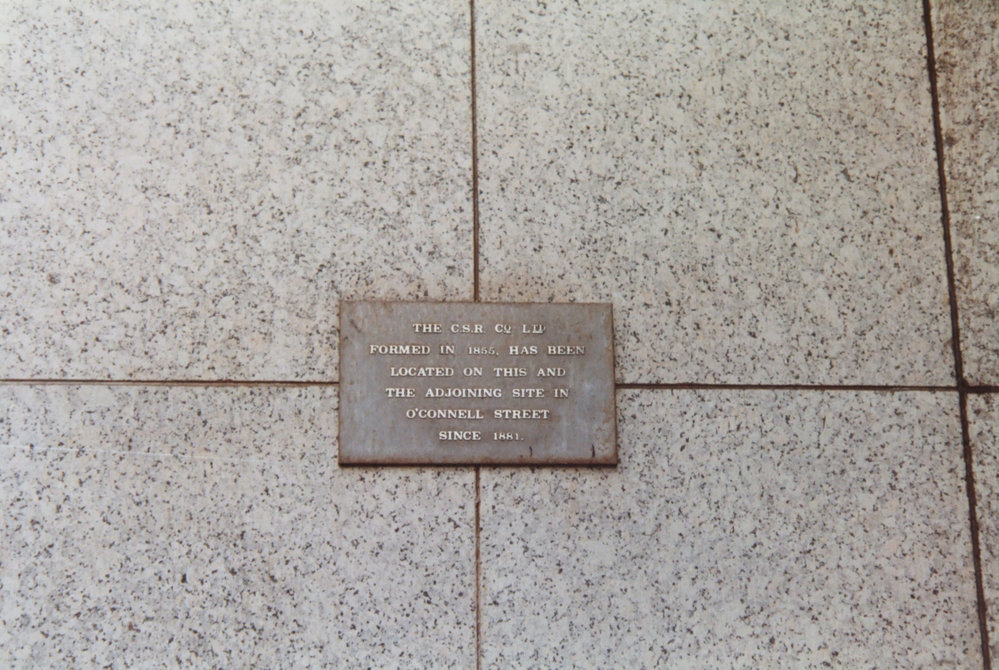 THE C.S.R. Co LTD
FORMED IN 1855, HAS BEEN
LOCATED ON THIS AND
THE ADJOINING SITE IN
O'CONNELL STREET
SINCE 1881.